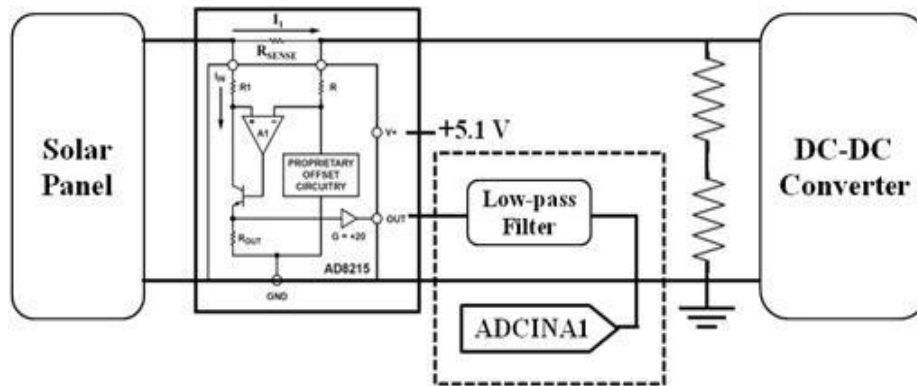 I1
RSENSE
IIN
R1
R
A1
V+
+5.1 V
Solar
Panel
PROPRIETARY
OFFSET
CIRCUITRY
Low-pass
Filter
DC-DC
Converter
OUT
ROUT
G = +20
AD8215
GND
ADCINA1